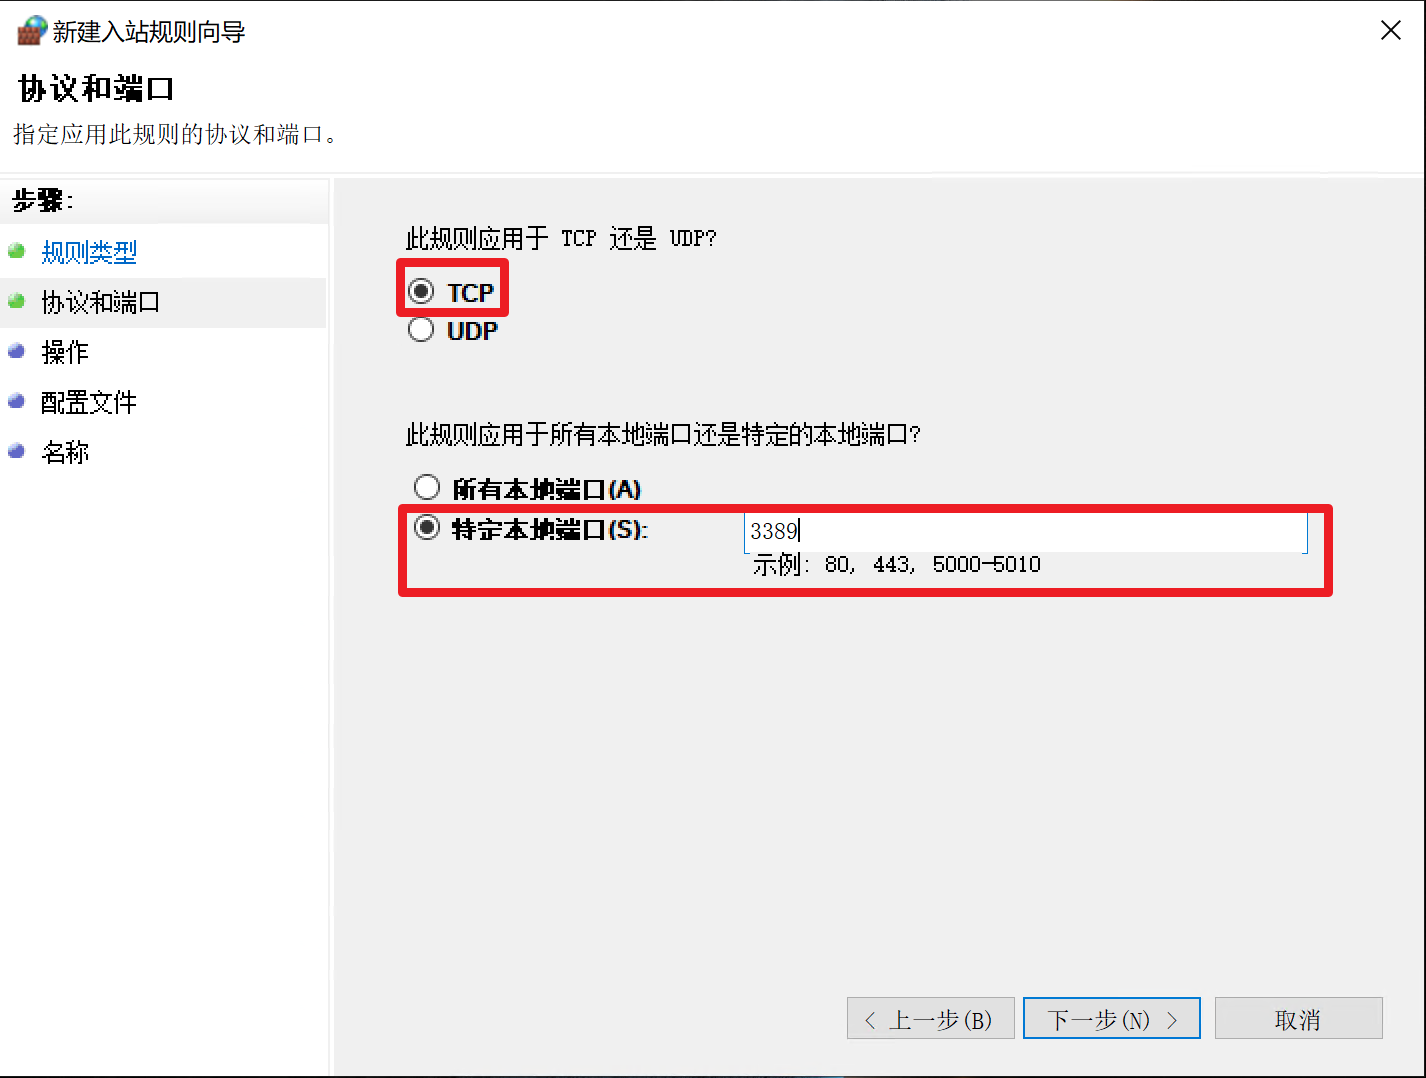 新建入站规则向导
协议和端口
指定应用此规则的协议和端口。
步骤:
规则类型
协议和端口
操作
配置文件
名称
此规则应用于 TCP 还是 UDP?
TCP
UDP
此规则应用于所有本地端口还是特定的本地端口?
所有本地端口(A)
特定本地端口(S): 3389
示例: 80, 443, 5000-5010
< 上一步(B) 下一步(N) > 取消